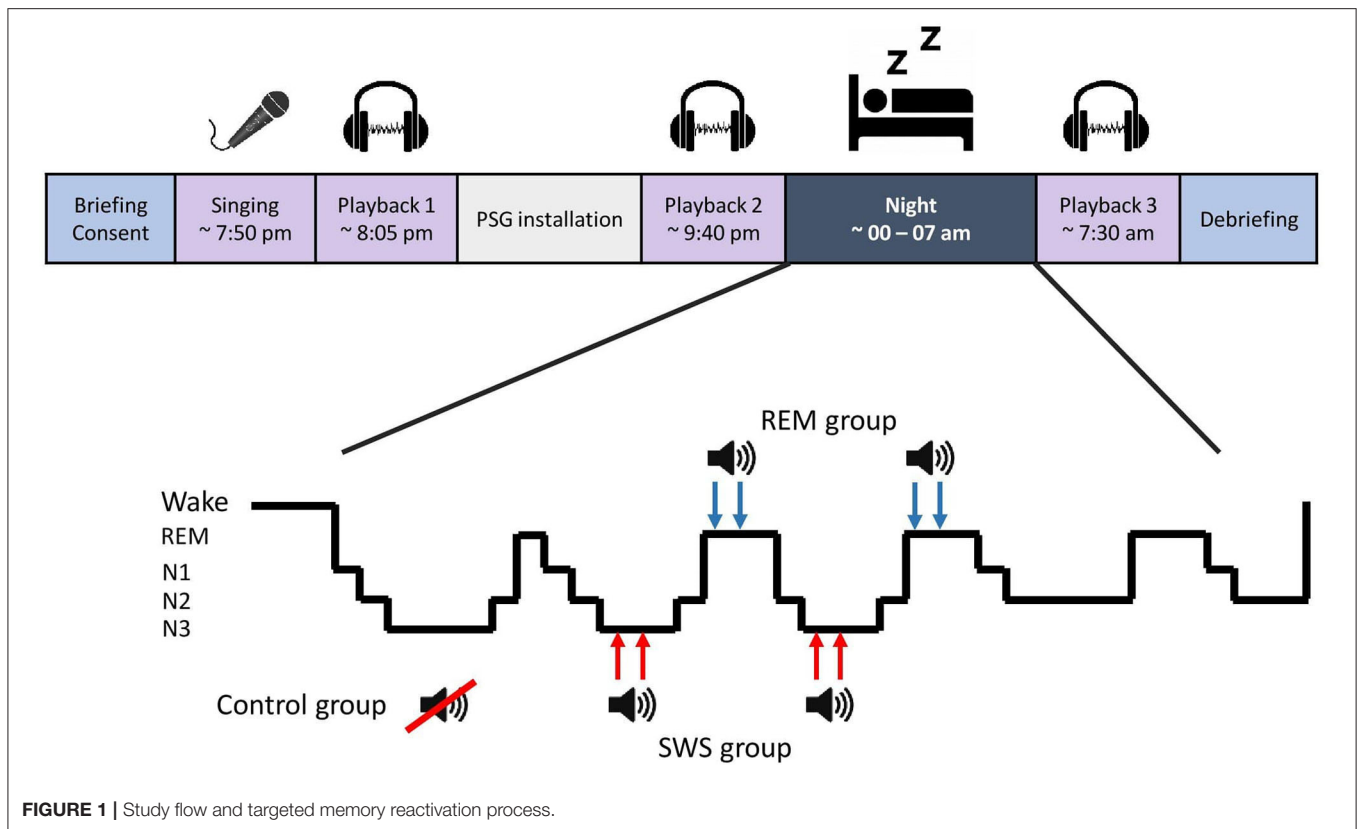 Z
Z
Briefing
Consent
Singing
~ 7:50 pm
Playback 1
~ 8:05 pm
PSG installation
Playback 2
~ 9:40 pm
Night
~ 00 – 07 am
Playback 3
~ 7:30 am
Debriefing
REM group
Wake
REM
N1
N2
N3
Control group
SWS group
FIGURE 1 | Study flow and targeted memory reactivation process.